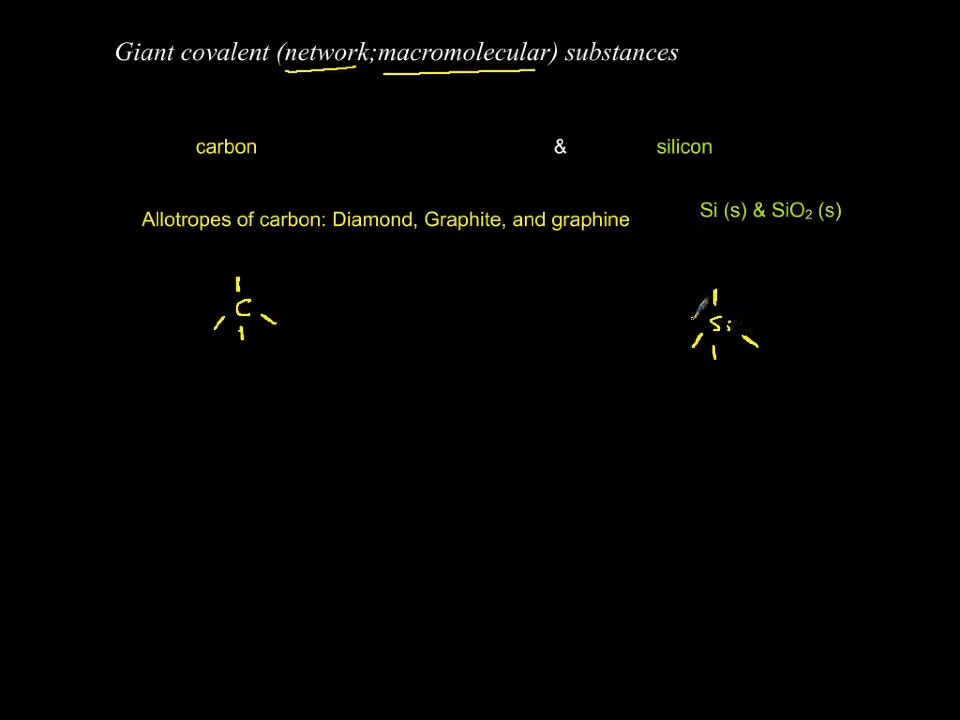 Giant covalent (network;macromolecular) substances
carbon & silicon
Allotropes of carbon: Diamond, Graphite, and graphine
Si (s) & SiO₂ (s)
C
Si